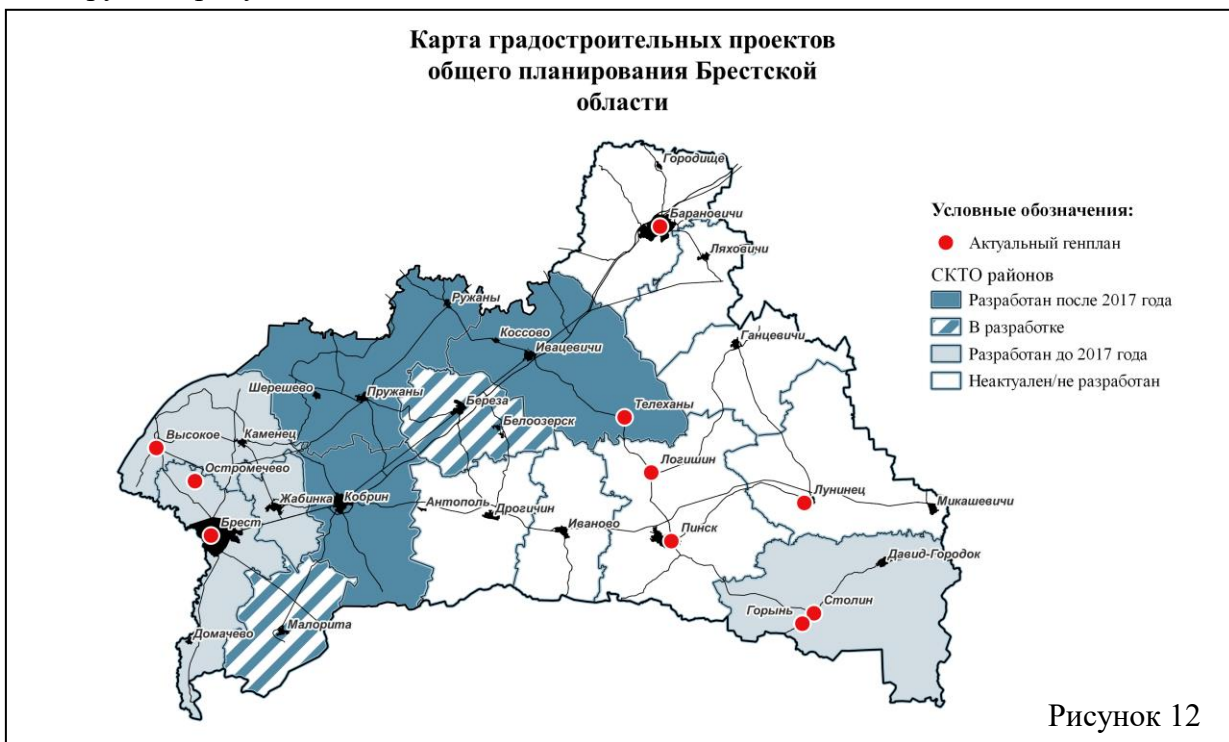 Карта градостроительных проектов
общего планирования Брестской
области
Городище
Барановичи
Ляховичи
Условные обозначения:
Актуальный генплан
СКТО районов
Разработан после 2017 года
В разработке
Разработан до 2017 года
Неактуален/не разработан
Ружаны
Коссово
Ивацевичи
Ганцевичи
Шерешево
Пружаны
Береза
Белоозерск
Телеханы
Высокое
Каменец
Остромечево
Логишин
Жабинка
Кобрин
Антополь
Дрогичин
Лунинец
Микашевичи
Брест
Иваново
Пинск
Давид-Городок
Горынь
Столин
Малорита
Домачево
Рисунок 12